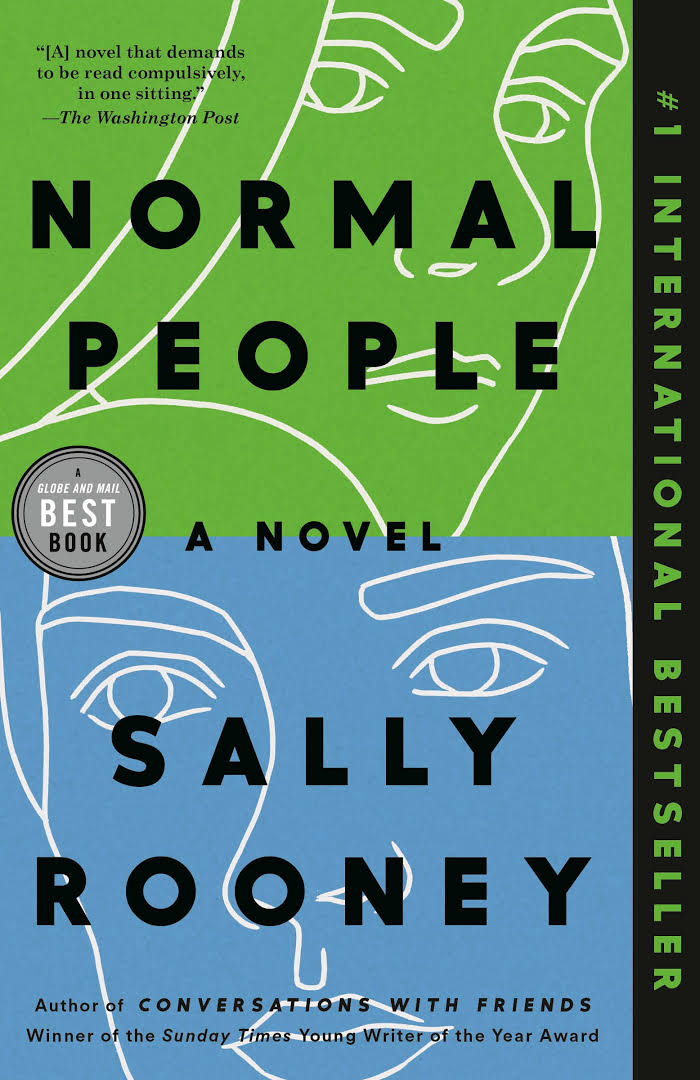 “[A] novel that demands
to be read compulsively,
in one sitting.”
—The Washington Post
NORMAL
PEOPLE
A
GLOBE AND MAIL
BEST
BOOK
A NOVEL
SALLY
ROONEY
Author of CONVERSATIONS WITH FRIENDS
Winner of the Sunday Times Young Writer of the Year Award
#1 INTERNATIONAL BESTSELLER